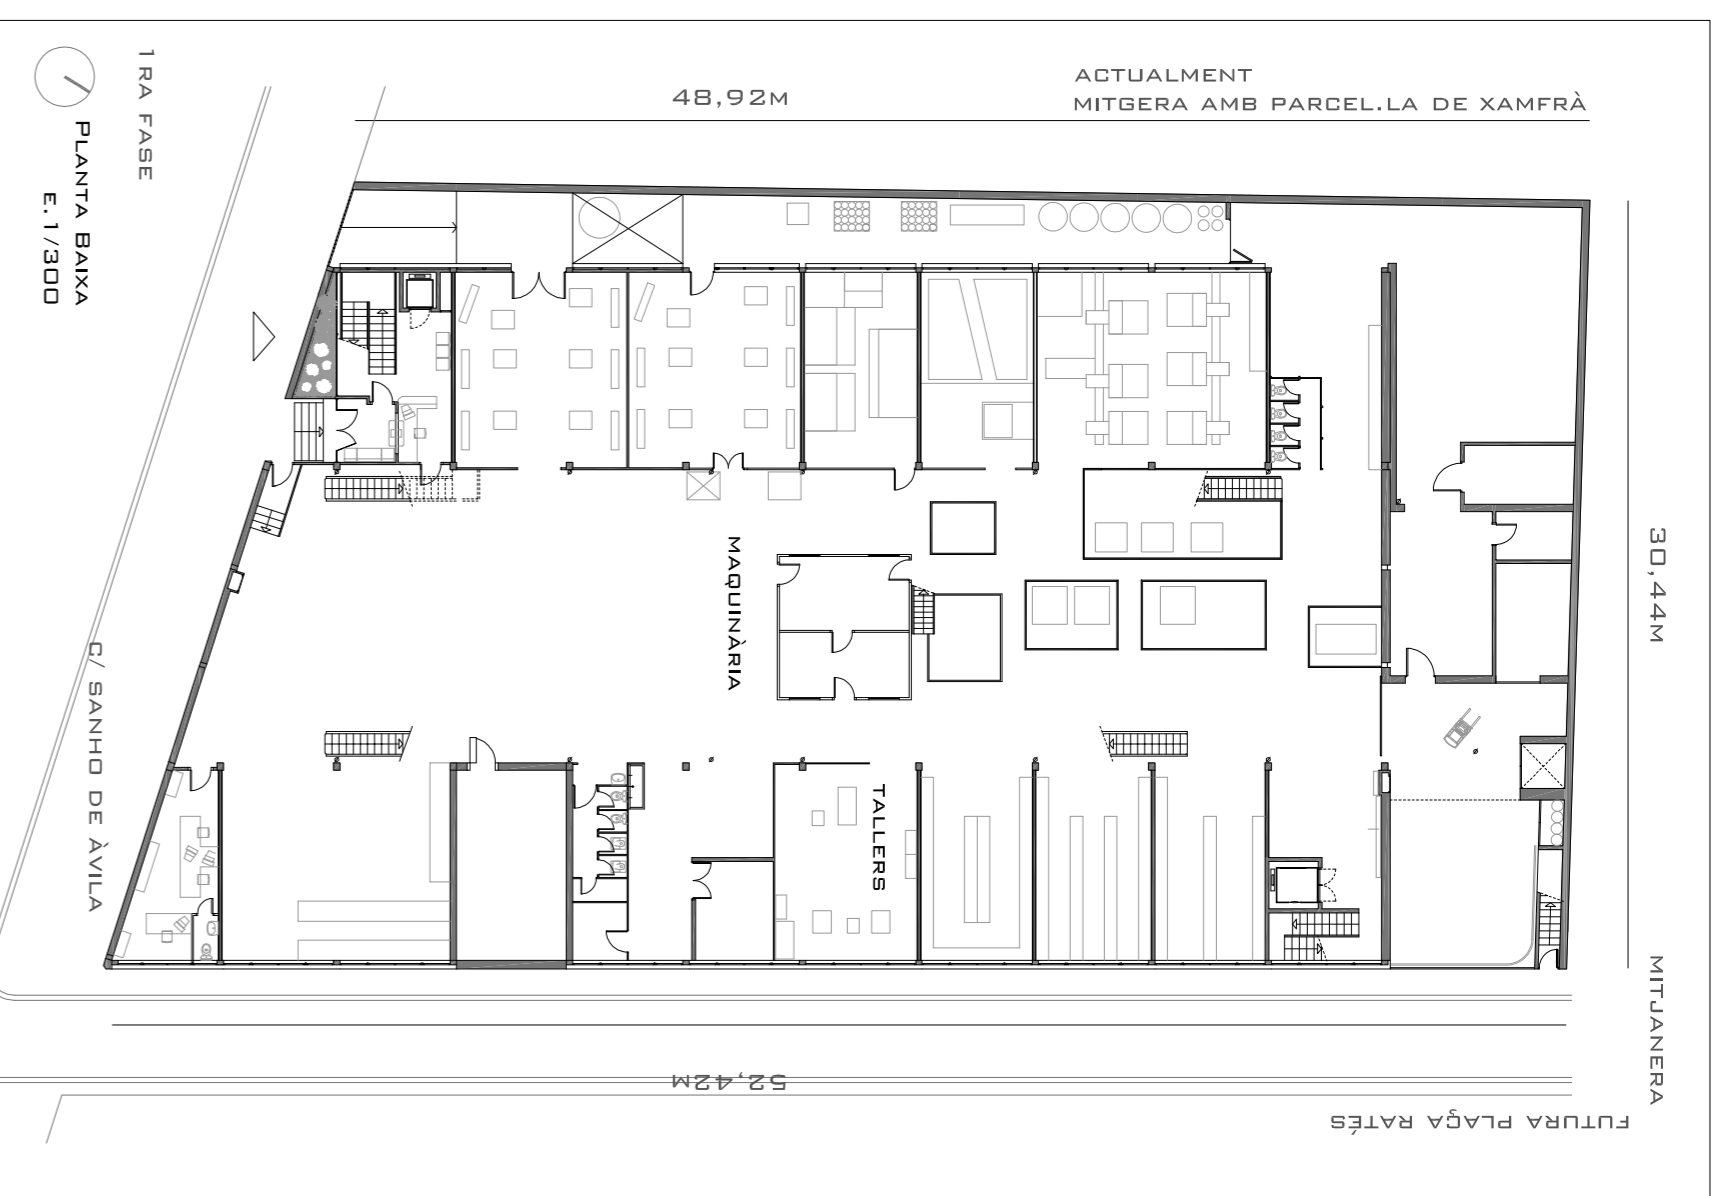 1RA FASE
PLANTA BAIXA
E.1/300
48,92M
ACTUALMENT
MITGERA AMB PARCEL.LA DE XAMFRÀ
30,44M
MITJANERA
C/ SANHO DE ÀVILA
MAQUINÀRIA
TALLERS
52,42M
FUTURA PLAÇA RATÉS